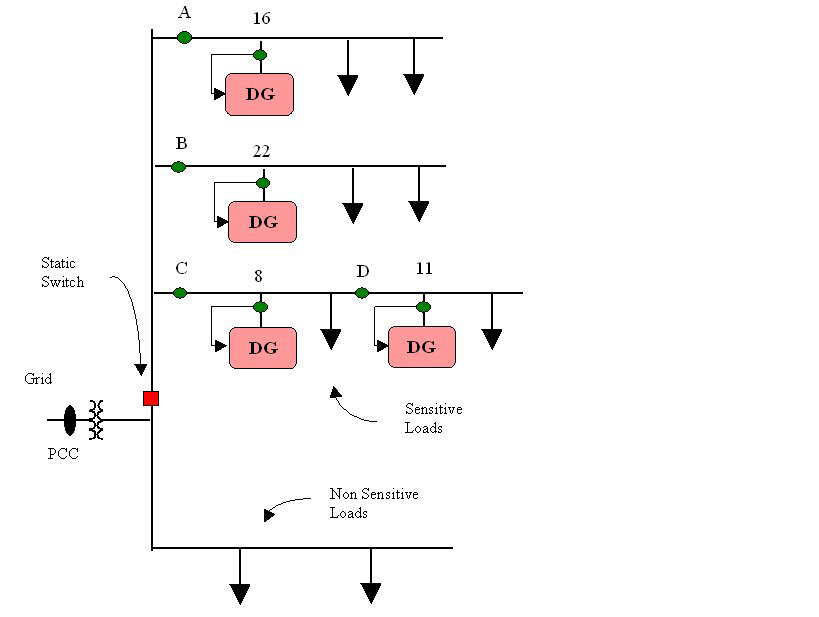 A
16
DG
B
22
DG
C
8
D
11
DG
DG
Static
Switch
Grid
PCC
Sensitive
Loads
Non Sensitive
Loads